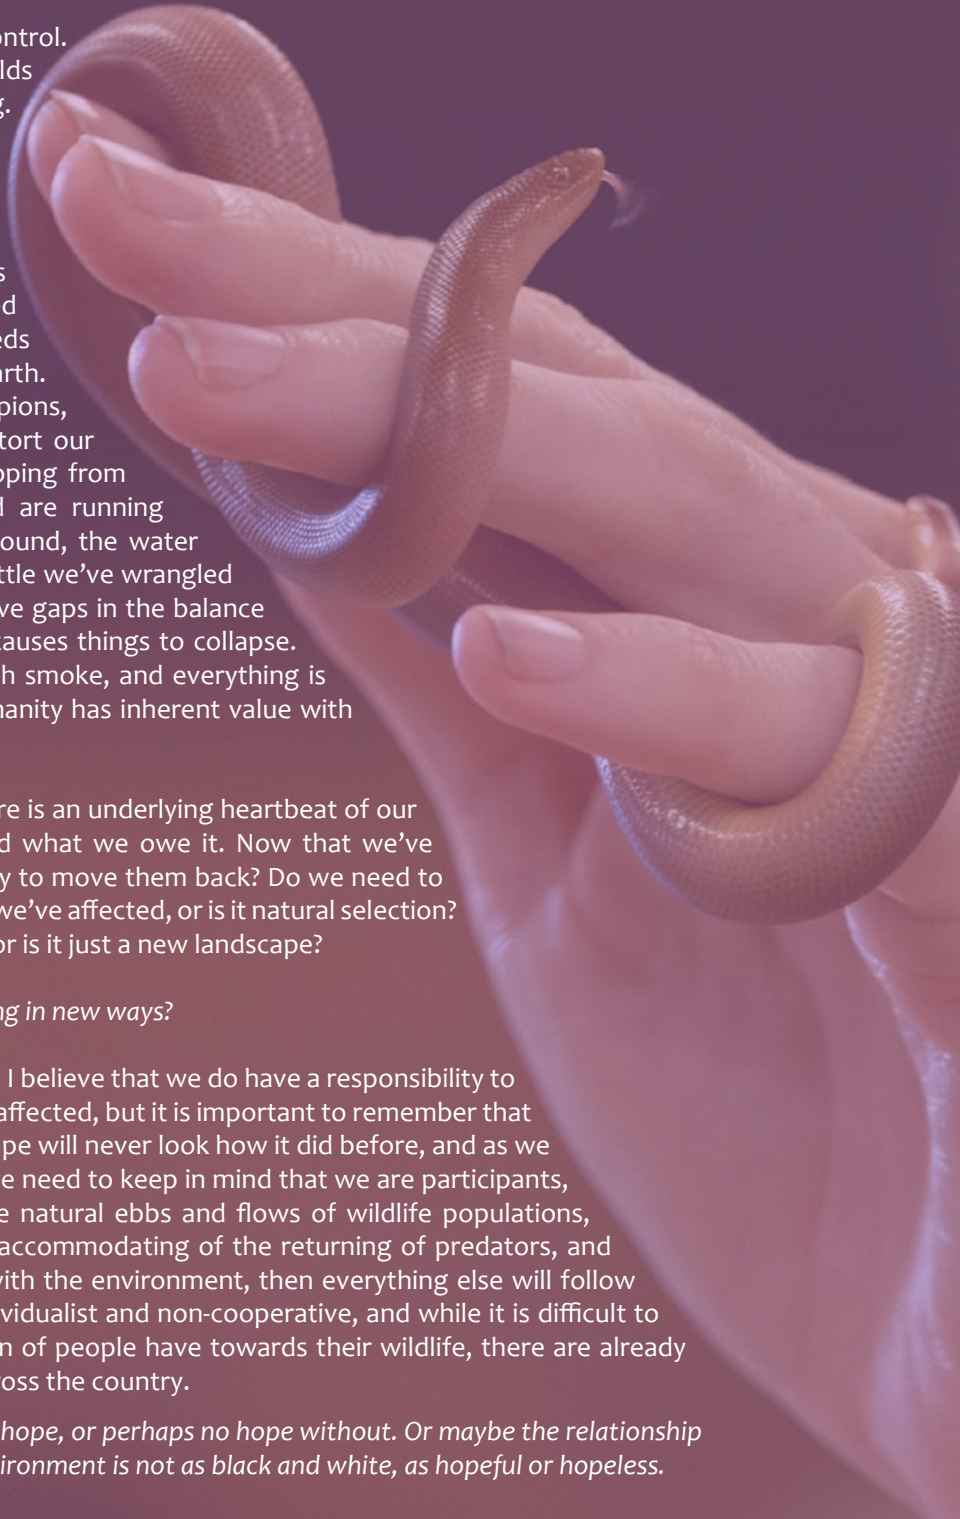 ontrol.
lds
g.
s
d
eds
arth.
pions,
tort our
pping from
d are running
ound, the water
ttle we’ve wrangled
ve gaps in the balance
causes things to collapse.
h smoke, and everything is
manity has inherent value with
re is an underlying heartbeat of our
d what we owe it. Now that we’ve
y to move them back? Do we need to
we’ve affected, or is it natural selection?
or is it just a new landscape?
ng in new ways?
I believe that we do have a responsibility to
affected, but it is important to remember that
pe will never look how it did before, and as we
e need to keep in mind that we are participants,
e natural ebbs and flows of wildlife populations,
accommodating of the returning of predators, and
with the environment, then everything else will follow
vidualist and non-cooperative, and while it is difficult to
n of people have towards their wildlife, there are already
ross the country.
hope, or perhaps no hope without. Or maybe the relationship
ironment is not as black and white, as hopeful or hopeless.